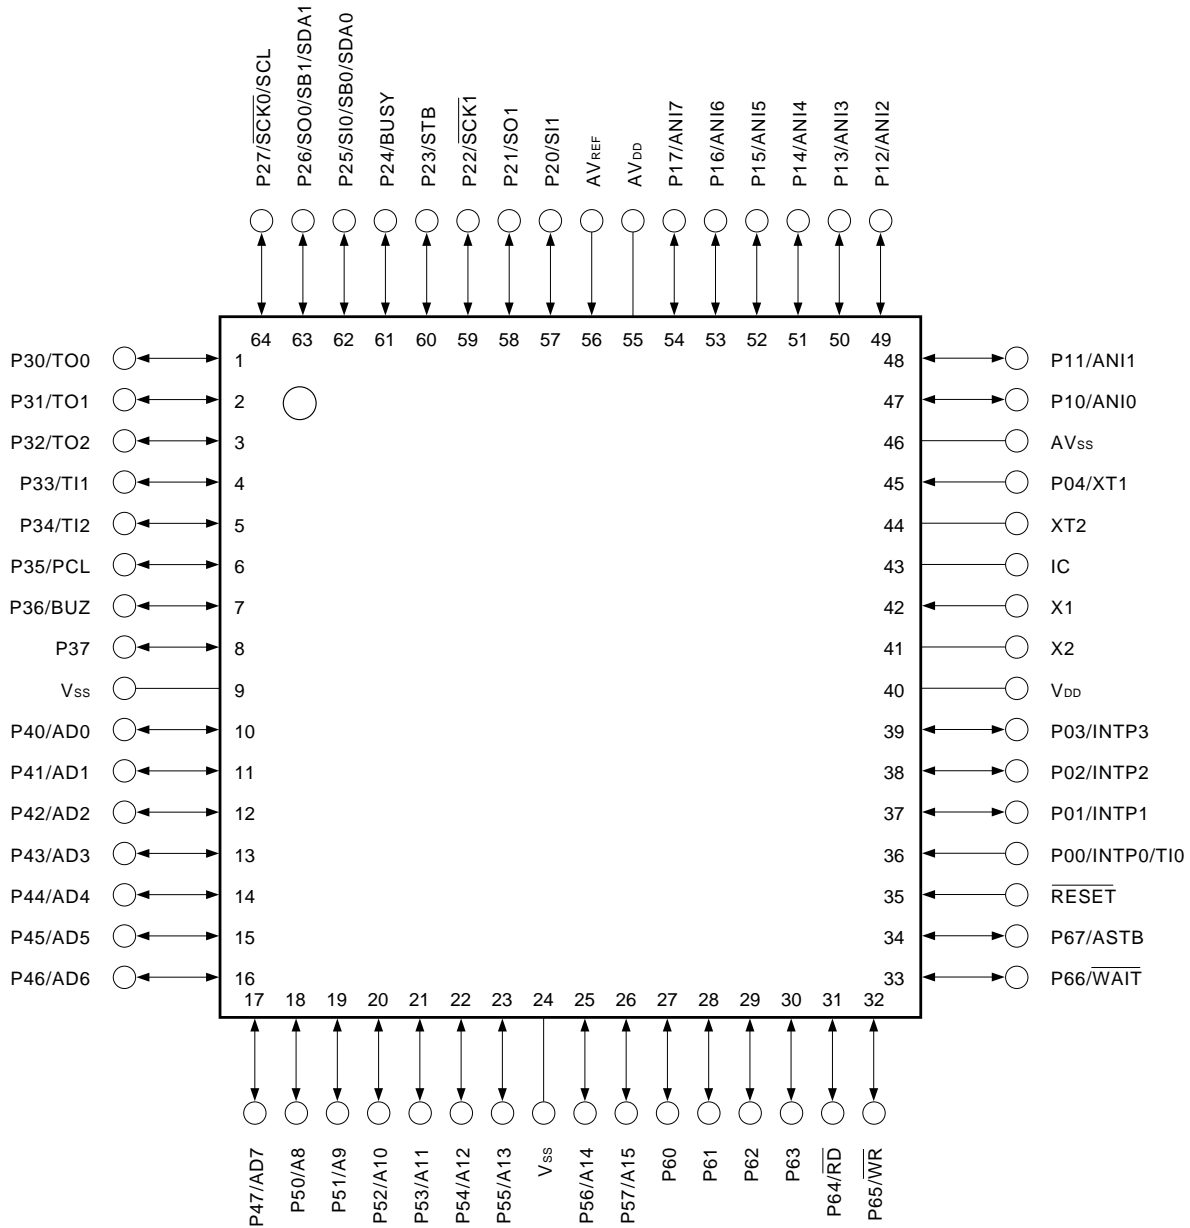 P27/SCK0/SCL
P26/SO0/SB1/SDA1
P25/SI0/SB0/SDA0
P24/BUSY
P23/STB
P22/SCK1
P21/SO1
P20/SI1
AVREF
AVDD
P17/ANI7
P16/ANI6
P15/ANI5
P14/ANI4
P13/ANI3
P12/ANI2
64 63 62 61 60 59 58 57 56 55 54 53 52 51 50 49
P30/TO0 1 48 P11/ANI1
P31/TO1 2 47 P10/ANI0
P32/TO2 3 46 AVSS
P33/TI1 4 45 P04/XT1
P34/TI2 5 44 XT2
P35/PCL 6 43 IC
P36/BUZ 7 42 X1
P37 8 41 X2
VSS 9 40 VDD
P40/AD0 10 39 P03/INTP3
P41/AD1 11 38 P02/INTP2
P42/AD2 12 37 P01/INTP1
P43/AD3 13 36 P00/INTP0/TI0
P44/AD4 14 35 RESET
P45/AD5 15 34 P67/ASTB
P46/AD6 16 33 P66/WAIT
17 18 19 20 21 22 23 24 25 26 27 28 29 30 31 32
P47/AD7
P50/A8
P51/A9
P52/A10
P53/A11
P54/A12
P55/A13
VSS
P56/A14
P57/A15
P60
P61
P62
P63
P64/RD
P65/WR